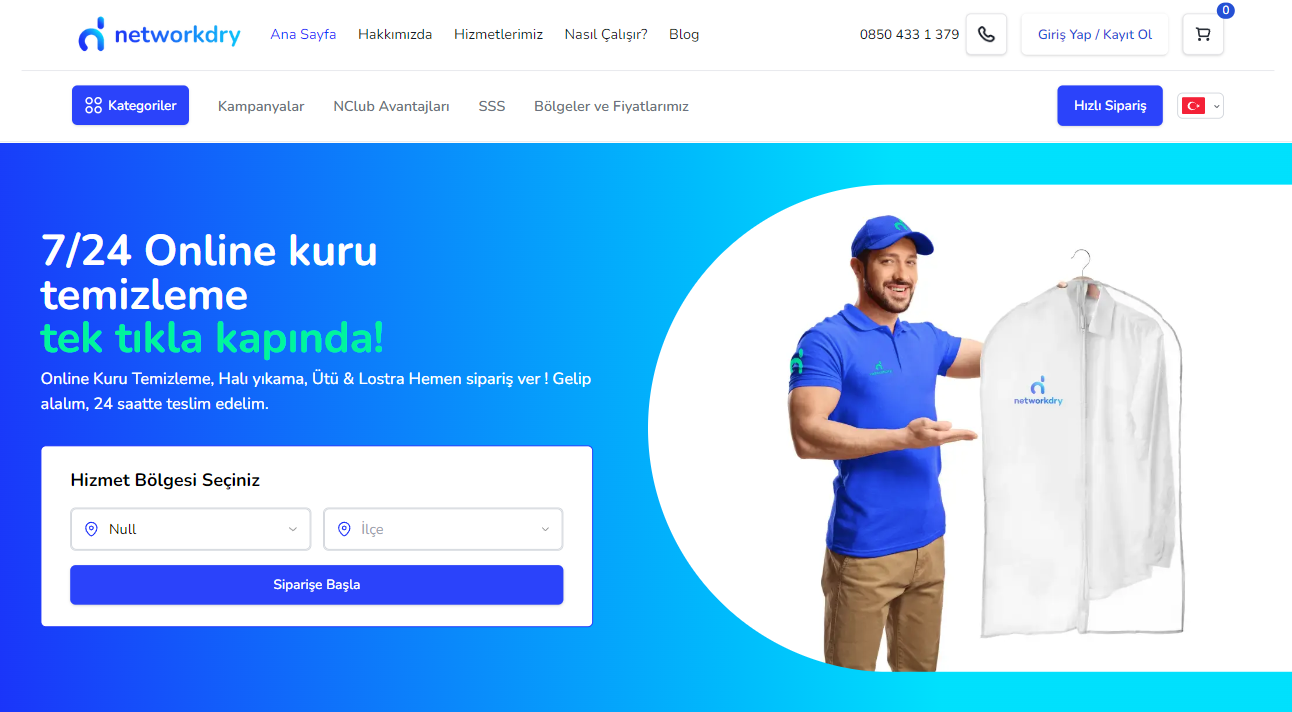 networkdry
Ana Sayfa
Hakkımızda
Hizmetlerimiz
Nasıl Çalışır?
Blog
0850 433 1 379
Giriş Yap / Kayıt Ol
0
Kategoriler
Kampanyalar
NClub Avantajları
SSS
Bölgeler ve Fiyatlarımız
Hızlı Sipariş
7/24 Online kuru
temizleme
tek tıkla kapında!
Online Kuru Temizleme, Halı yıkama, Ütü & Lostra Hemen sipariş ver ! Gelip
alalım, 24 saatte teslim edelim.
Hizmet Bölgesi Seçiniz
Null
İlçe
Siparişe Başla
networkdry